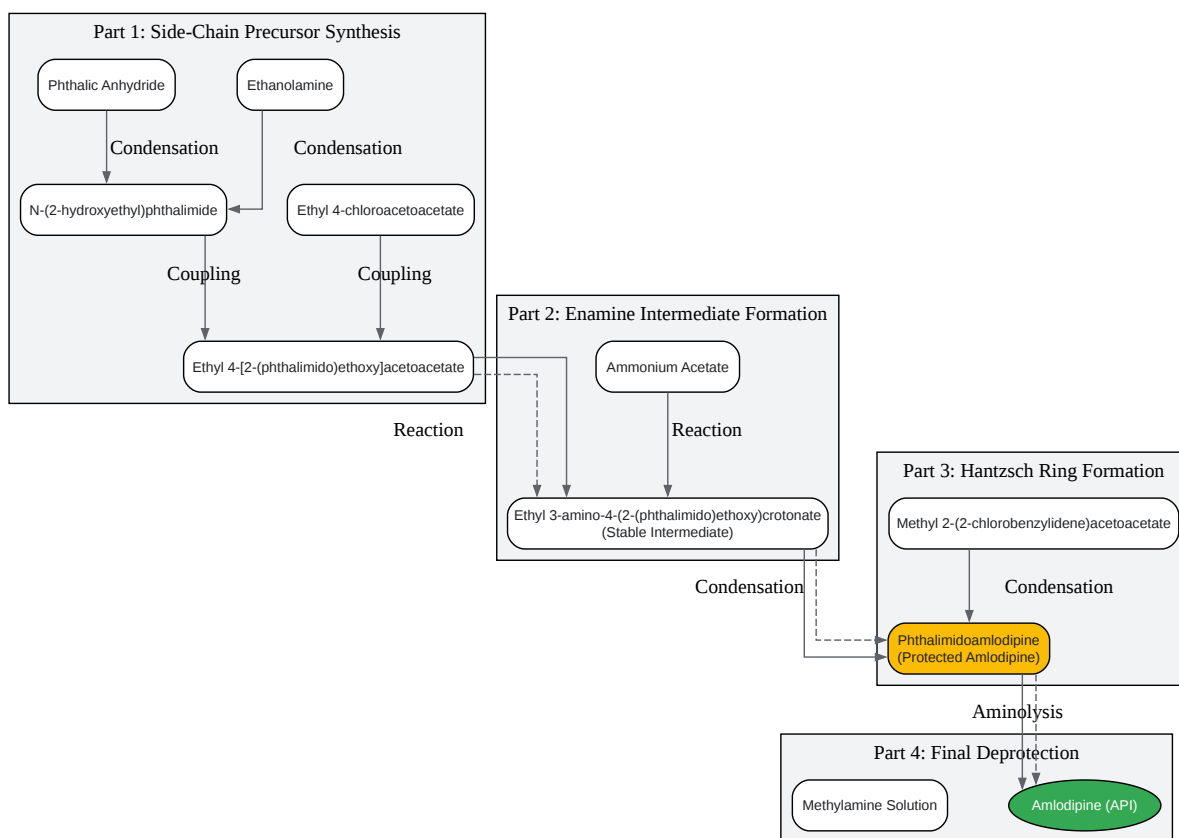 Part 1: Side-Chain Precursor Synthesis
Phthalic Anhydride
Ethanolamine
Condensation
Condensation
N-(2-hydroxyethyl)phthalimide
Ethyl 4-chloroacetoacetate
Coupling
Coupling
Ethyl 4-[2-(phthalimido)ethoxy]acetoacetate
Part 2: Enamine Intermediate Formation
Ammonium Acetate
Reaction
Reaction
Ethyl 3-amino-4-(2-(phthalimido)ethoxy)crotonate
(Stable Intermediate)
Part 3: Hantzsch Ring Formation
Methyl 2-(2-chlorobenzylidene)acetoacetate
Condensation
Condensation
Phthalimidoamlodipine
(Protected Amlodipine)
Aminolysis
Part 4: Final Deprotection
Methylamine Solution
Amlodipine (API)